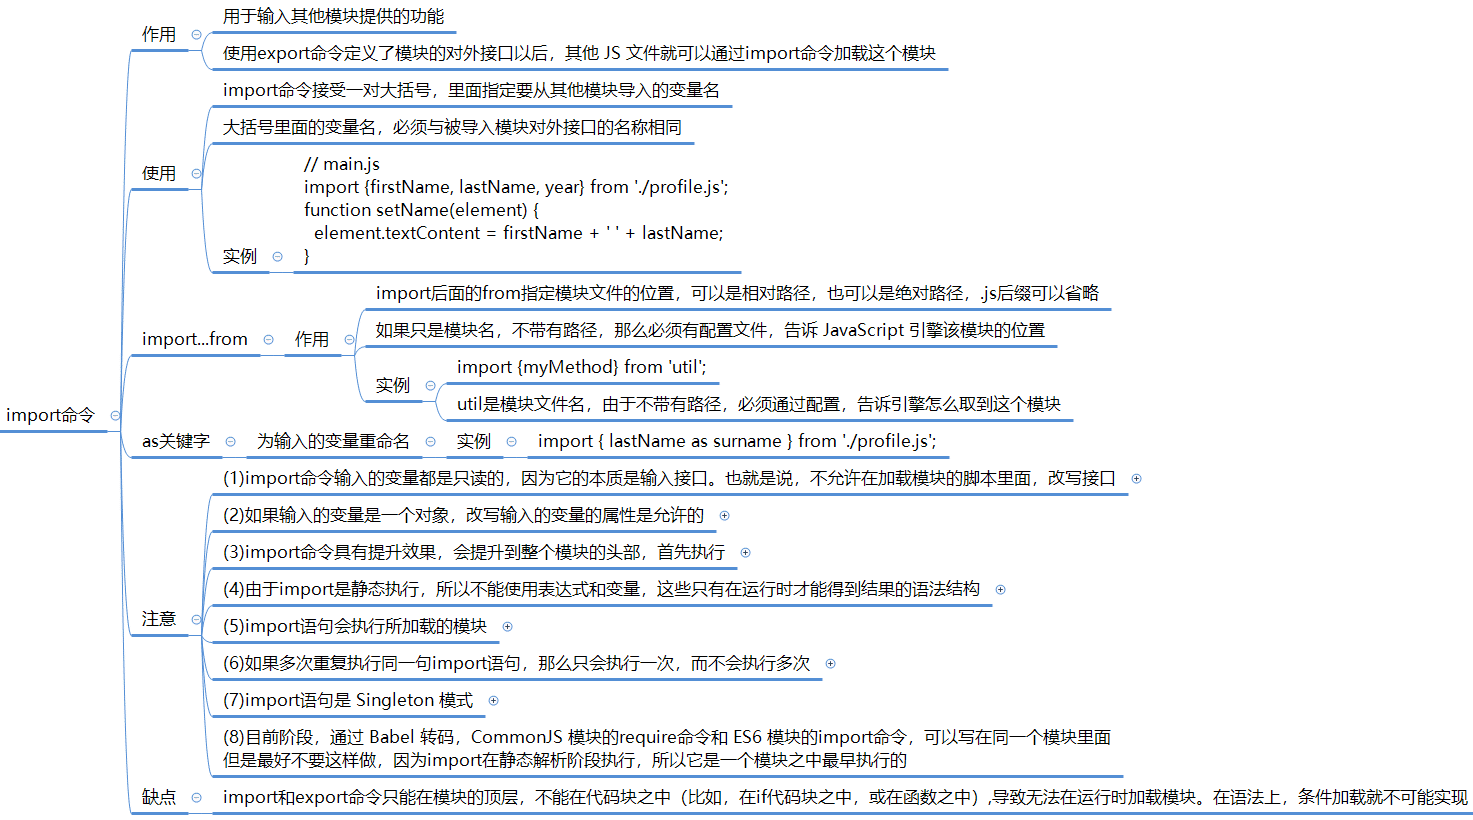 import命令
作用
用于输入其他模块提供的功能
使用export命令定义了模块的对外接口以后，其他 JS 文件就可以通过import命令加载这个模块
使用
import命令接受一对大括号，里面指定要从其他模块导入的变量名
大括号里面的变量名，必须与被导入模块对外接口的名称相同
实例
// main.js
import {firstName, lastName, year} from './profile.js';
function setName(element) {
  element.textContent = firstName + ' ' + lastName;
}
import...from
作用
import后面的from指定模块文件的位置，可以是相对路径，也可以是绝对路径，.js后缀可以省略
如果只是模块名，不带有路径，那么必须有配置文件，告诉 JavaScript 引擎该模块的位置
实例
import {myMethod} from 'util';
util是模块文件名，由于不带有路径，必须通过配置，告诉引擎怎么取到这个模块
as关键字
为输入的变量重命名
实例
import { lastName as surname } from './profile.js';
注意
(1)import命令输入的变量都是只读的，因为它的本质是输入接口。也就是说，不允许在加载模块的脚本里面，改写接口
(2)如果输入的变量是一个对象，改写输入的变量的属性是允许的
(3)import命令具有提升效果，会提升到整个模块的头部，首先执行
(4)由于import是静态执行，所以不能使用表达式和变量，这些只有在运行时才能得到结果的语法结构
(5)import语句会执行所加载的模块
(6)如果多次重复执行同一句import语句，那么只会执行一次，而不会执行多次
(7)import语句是 Singleton 模式
(8)目前阶段，通过 Babel 转码，CommonJS 模块的require命令和 ES6 模块的import命令，可以写在同一个模块里面
但是最好不要这样做，因为import在静态解析阶段执行，所以它是一个模块之中最早执行的
缺点
import和export命令只能在模块的顶层，不能在代码块之中（比如，在if代码块之中，或在函数之中）,导致无法在运行时加载模块。在语法上，条件加载就不可能实现